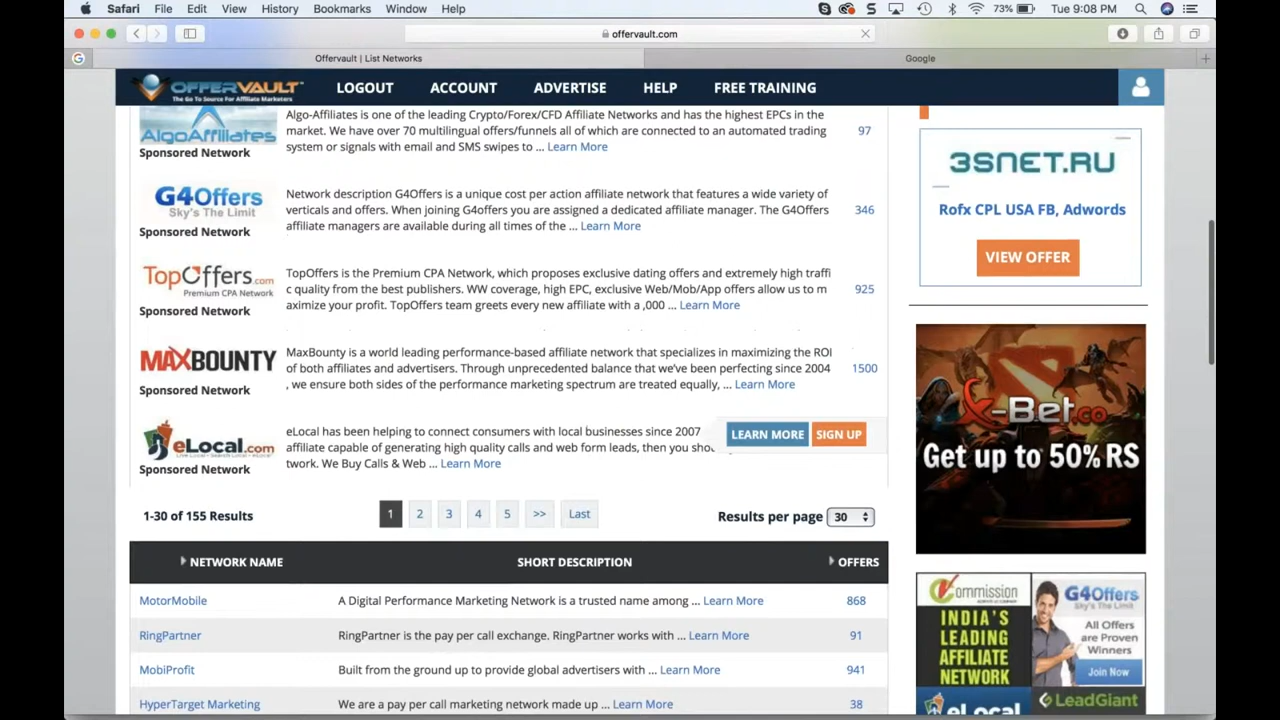 Safari File Edit View History Bookmarks Window Help 73% Tue 9:08 PM
offervault.com
Offervault | List Networks Google
OFFERVAULT LOGOUT ACCOUNT ADVERTISE HELP FREE TRAINING
The Go To Source For Affiliate Marketers
AlgoAffiliates
Sponsored Network
Algo-Affiliates is one of the leading Crypto/Forex/CFD Affiliate Networks and has the highest EPCs in the
market. We have over 70 multilingual offers/funnels all of which are connected to an automated trading
system or signals with email and SMS swipes to ... Learn More
97
G4Offers
Sky's The Limit
Sponsored Network
Network description G4Offers is a unique cost per action affiliate network that features a wide variety of
verticals and offers. When joining G4offers you are assigned a dedicated affiliate manager. The G4Offers
affiliate managers are available during all times of the ... Learn More
346
TopOffers.com
Premium CPA Network
Sponsored Network
TopOffers is the Premium CPA Network, which proposes exclusive dating offers and extremely high traffi
c quality from the best publishers. WW coverage, high EPC, exclusive Web/Mob/App offers allow us to m
aximize your profit. TopOffers team greets every new affiliate with a ,000 ... Learn More
925
MAXBOUNTY
Sponsored Network
MaxBounty is a world leading performance-based affiliate network that specializes in maximizing the ROI
of both affiliates and advertisers. Through unprecedented balance that we've been perfecting since 2004
, we ensure both sides of the performance marketing spectrum are treated equally, ... Learn More
1500
eLocal.com
Sponsored Network
eLocal has been helping to connect consumers with local businesses since 2007
affiliate capable of generating high quality calls and web form leads, then you
twork. We Buy Calls & Web ... Learn More
LEARN MORE SIGN UP
1-30 of 155 Results 1 2 3 4 5 >> Last Results per page 30
NETWORK NAME SHORT DESCRIPTION OFFERS
MotorMobile A Digital Performance Marketing Network is a trusted name among ... Learn More 868
RingPartner RingPartner is the pay per call exchange. RingPartner works with ... Learn More 91
MobiProfit Built from the ground up to provide global advertisers with ... Learn More 941
HyperTarget Marketing We are a pay per call marketing network made up ... Learn More 38
3SNET.RU
Rofx CPL USA FB, Adwords
VIEW OFFER
X-Bet.co
Get up to 50% RS
Commission
INDIA'S
LEADING
AFFILIATE
NETWORK
G4Offers
Sky's The Limit
All Offers
are Proven
Winners
Join Now
eLocal
LeadGiant